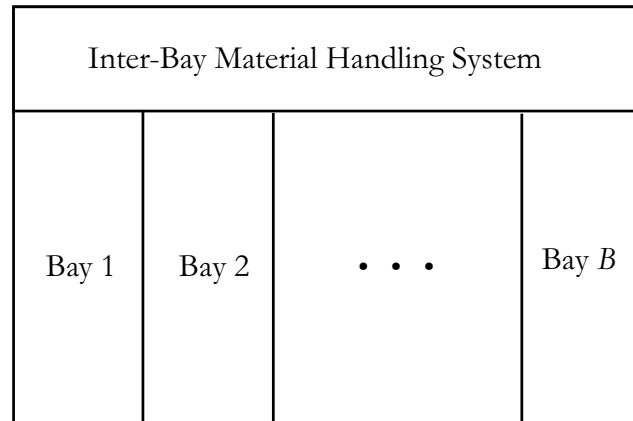 Inter-Bay Material Handling System
Bay 1 Bay 2 • • • Bay B